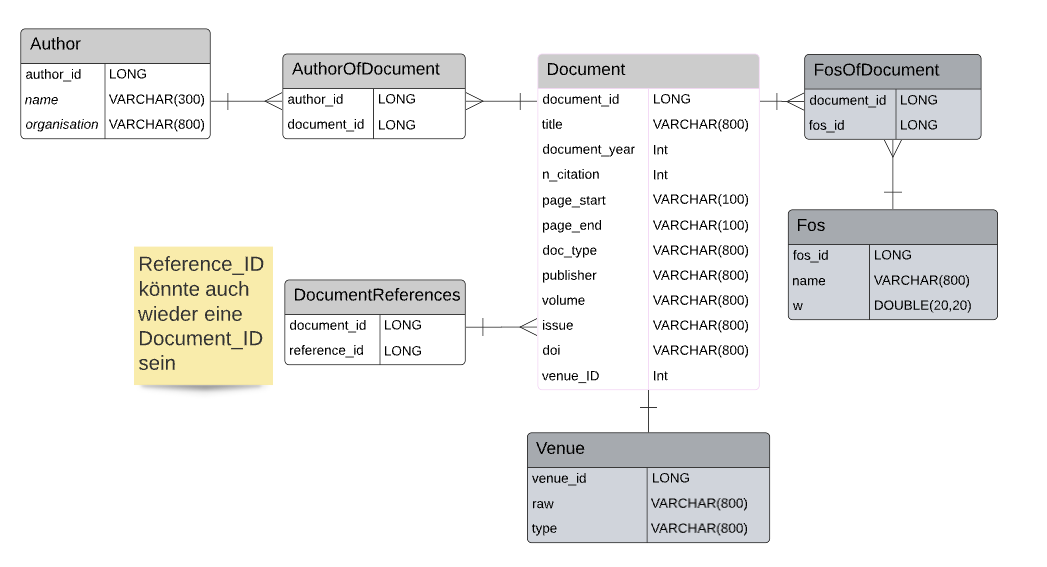 Author
author_id LONG
name VARCHAR(300)
organisation VARCHAR(800)
AuthorOfDocument
author_id LONG
document_id LONG
Document
document_id LONG
title VARCHAR(800)
document_year Int
n_citation Int
page_start VARCHAR(100)
page_end VARCHAR(100)
doc_type VARCHAR(800)
publisher VARCHAR(800)
volume VARCHAR(800)
issue VARCHAR(800)
doi VARCHAR(800)
venue_ID Int
FosOfDocument
document_id LONG
fos_id LONG
Fos
fos_id LONG
name VARCHAR(800)
w DOUBLE(20,20)
Reference_ID
könnte auch
wieder eine
Document_ID
sein
DocumentReferences
document_id LONG
reference_id LONG
Venue
venue_id LONG
raw VARCHAR(800)
type VARCHAR(800)